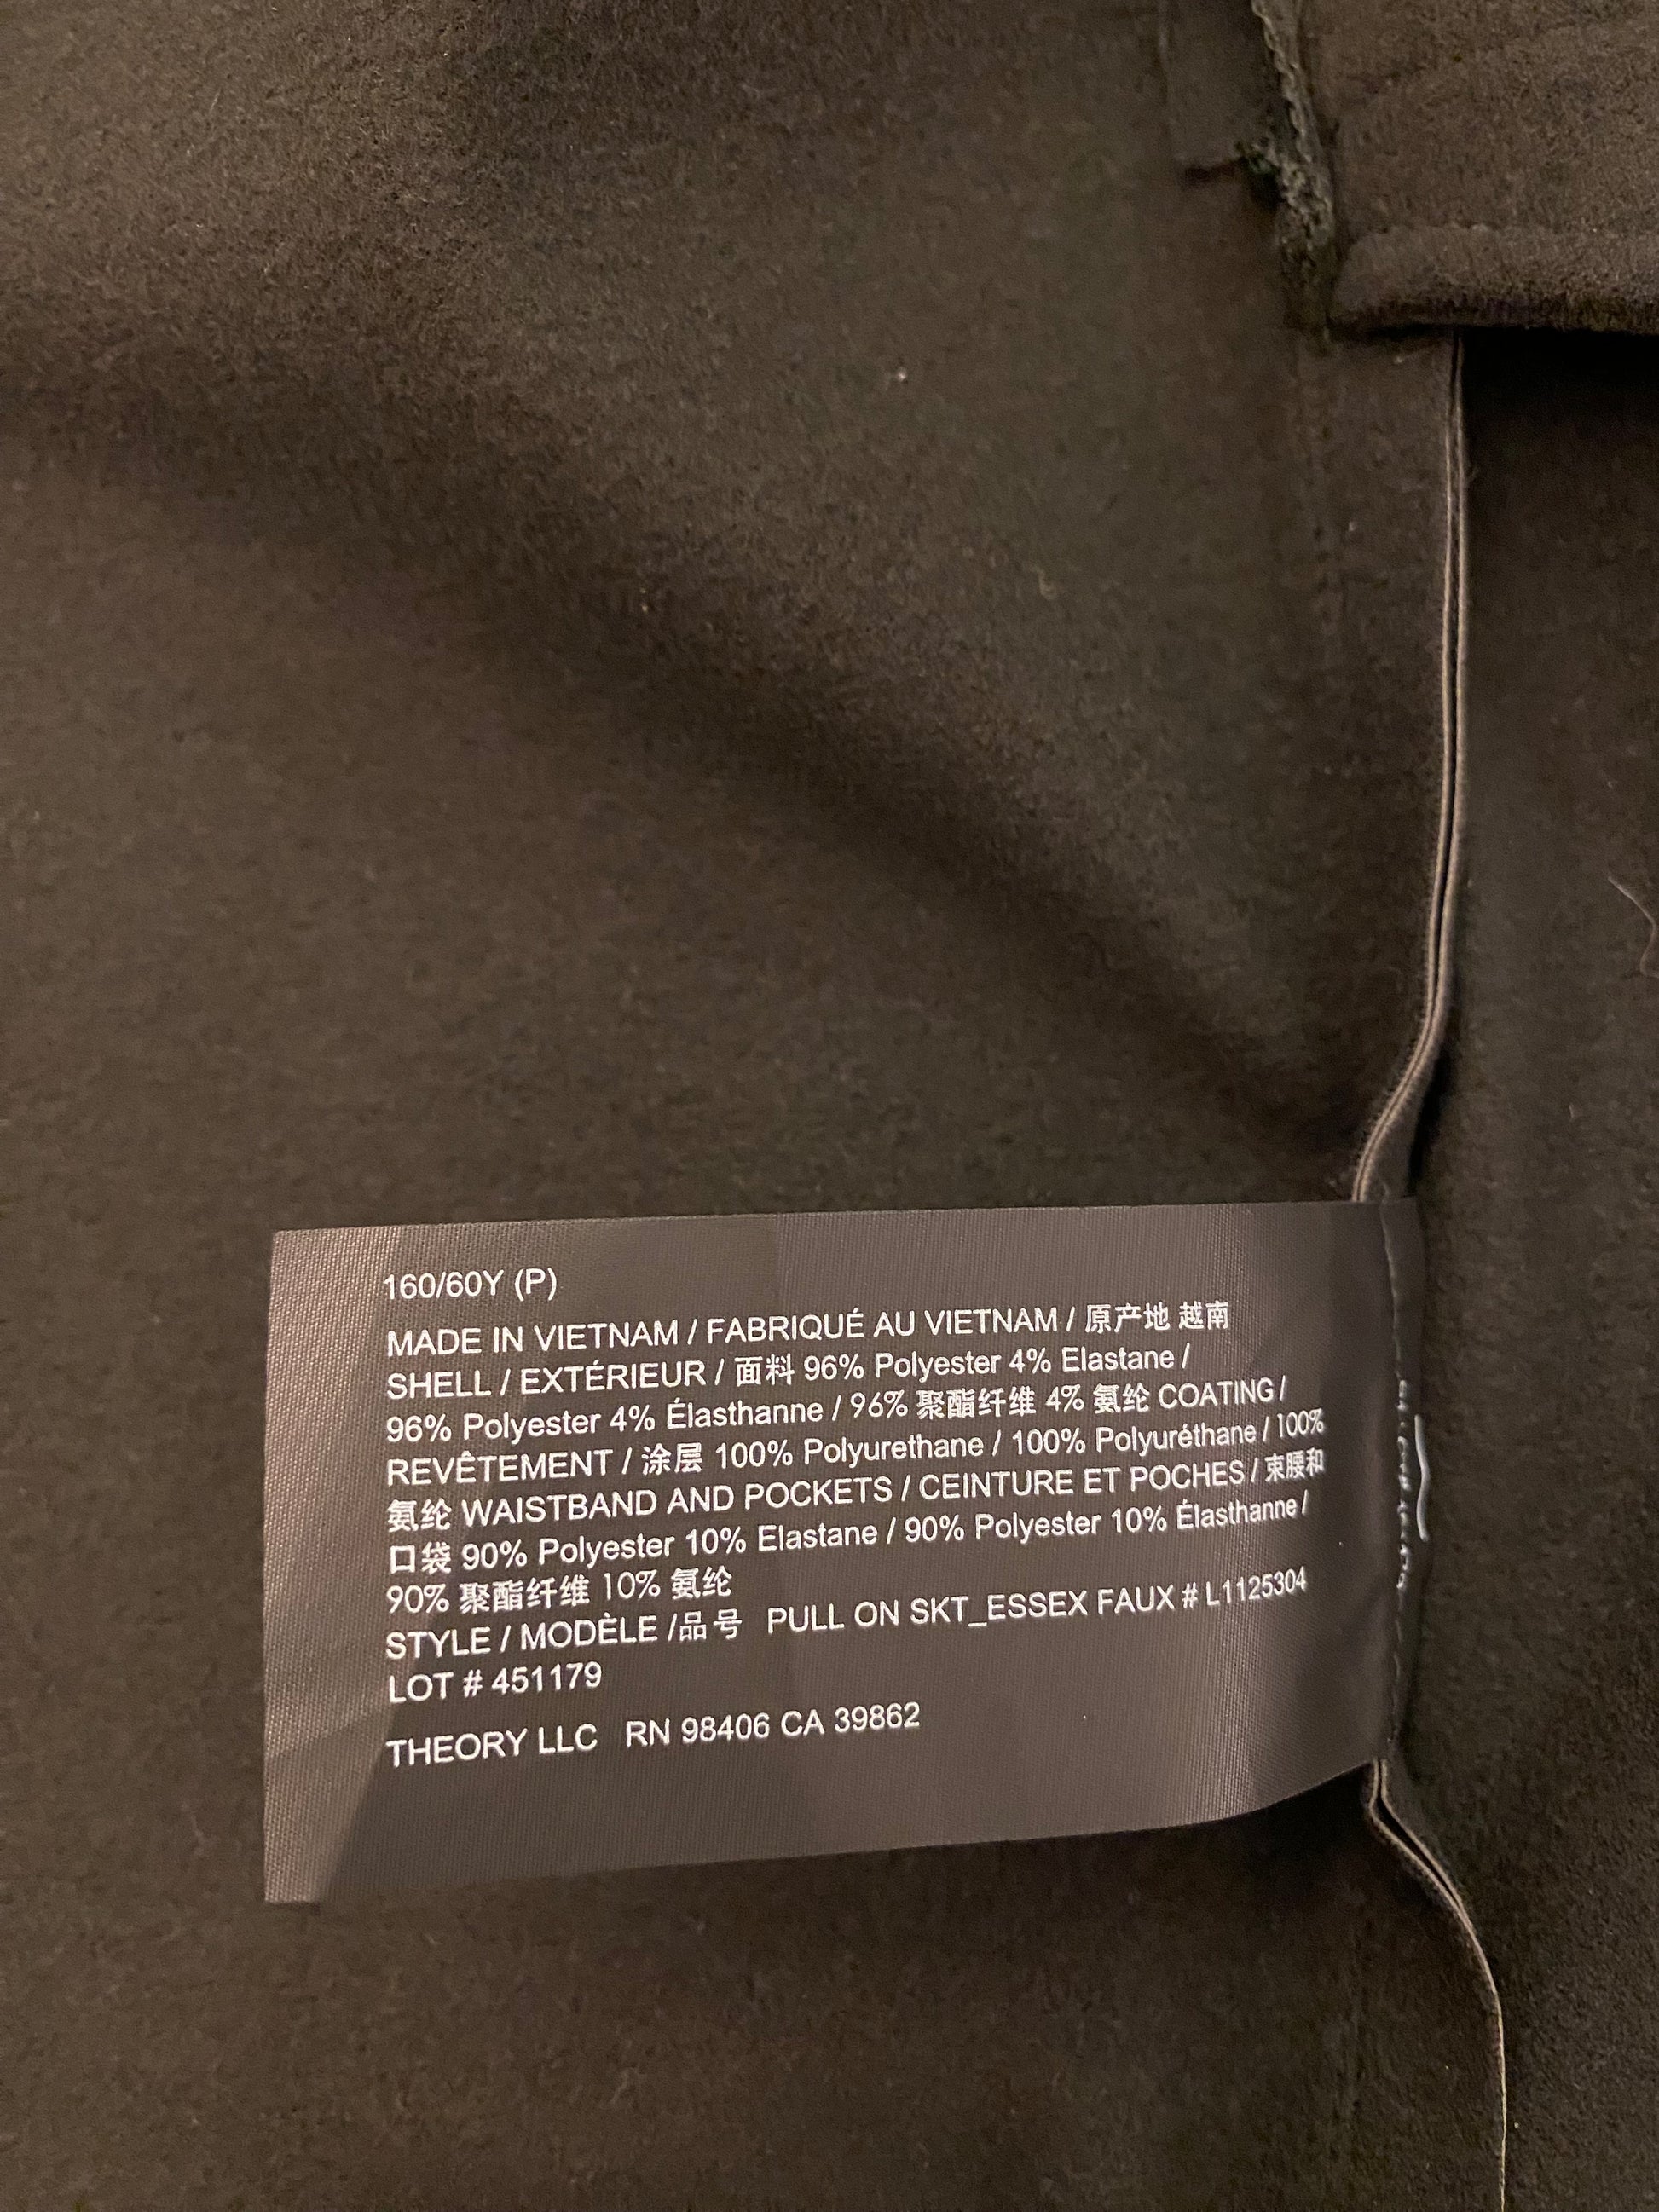 160/60Y (P)
MADE IN VIETNAM / FABRIQUÉ AU VIETNAM / 原产地 越南
SHELL / EXTÉRIEUR / 面料 96% Polyester 4% Elastane /
96% Polyester 4% Élasthanne / 96% 聚酯纤维 4% 氨纶 COATING /
REVÊTEMENT / 涂层 100% Polyurethane / 100% Polyuréthane / 100%
氨纶 WAISTBAND AND POCKETS / CEINTURE ET POCHES / 束腰和
口袋 90% Polyester 10% Elastane / 90% Polyester 10% Élasthanne /
90% 聚酯纤维 10% 氨纶
STYLE / MODÈLE /品号 PULL ON SKT_ESSEX FAUX # L1125304
LOT # 451179
THEORY LLC RN 98406 CA 39862